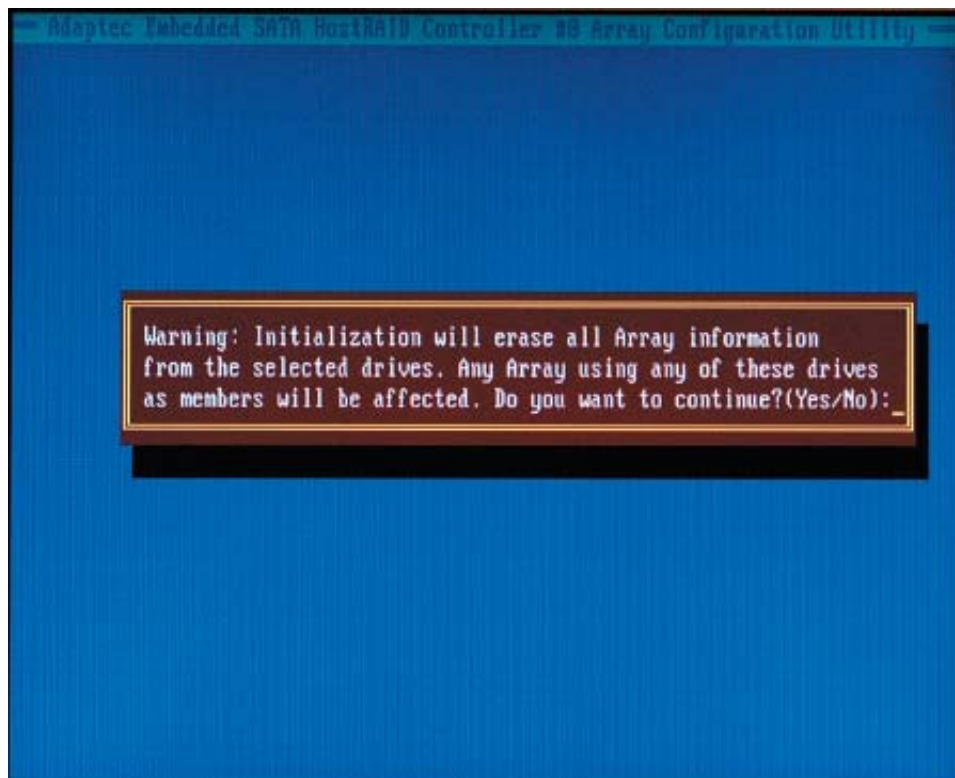 Adaptec Embedded SATA HostRAID Controller #0 Array Configuration Utility
Warning: Initialization will erase all Array information
from the selected drives. Any Array using any of these drives
as members will be affected. Do you want to continue?(Yes/No):_